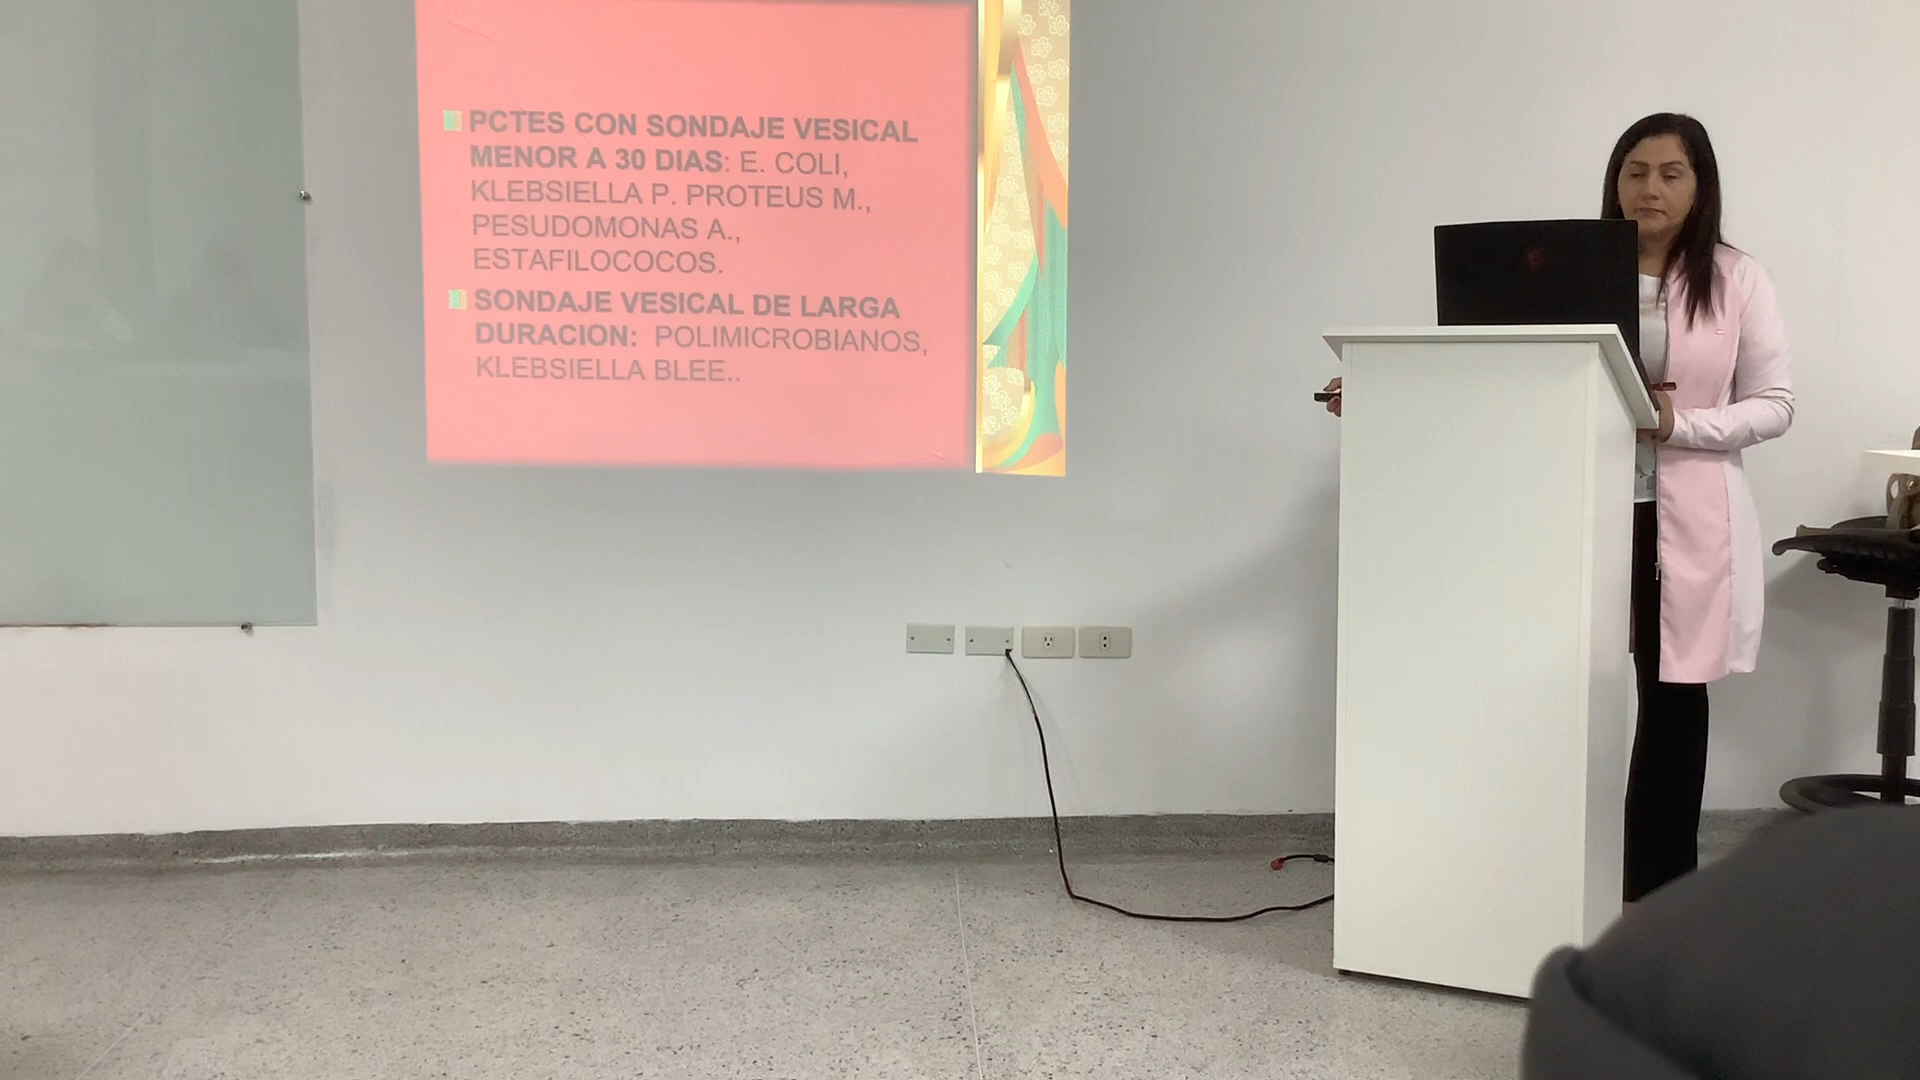 PCTES CON SONDAJE VESICAL
MENOR A 30 DIAS: E. COLI,
KLEBSIELLA P. PROTEUS M.,
PESUDOMONAS A.,
ESTAFILOCOCOS.
SONDAJE VESICAL DE LARGA
DURACION: POLIMICROBIANOS,
KLEBSIELLA BLEE..